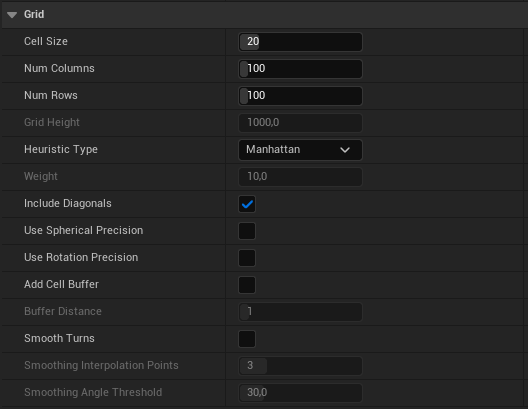 Grid
Cell Size 20
Num Columns 100
Num Rows 100
Grid Height 1000,0
Heuristic Type Manhattan
Weight 10,0
Include Diagonals
Use Spherical Precision
Use Rotation Precision
Add Cell Buffer
Buffer Distance 1
Smooth Turns
Smoothing Interpolation Points 3
Smoothing Angle Threshold 30,0